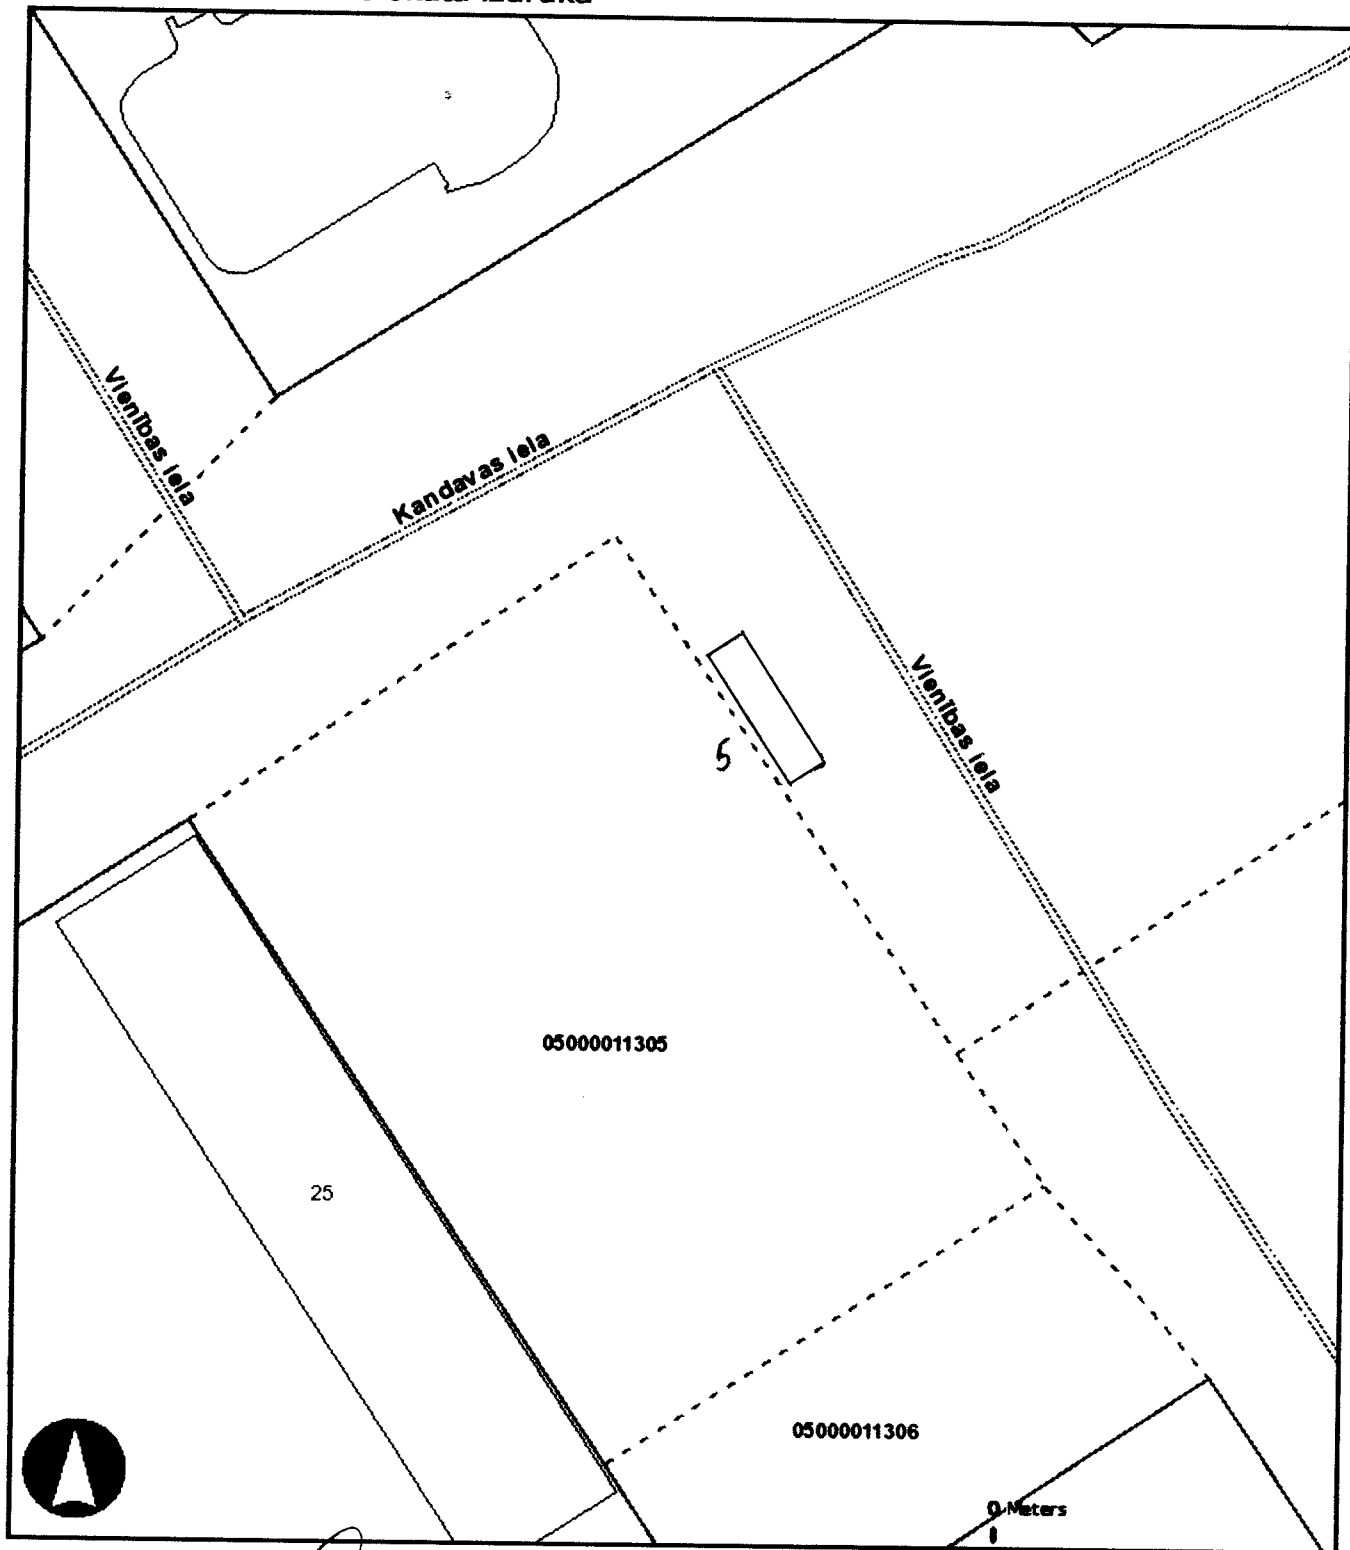 Vienības iela
Kandavas iela
Vienības iela
5
05000011305
25
05000011306
0 Meters